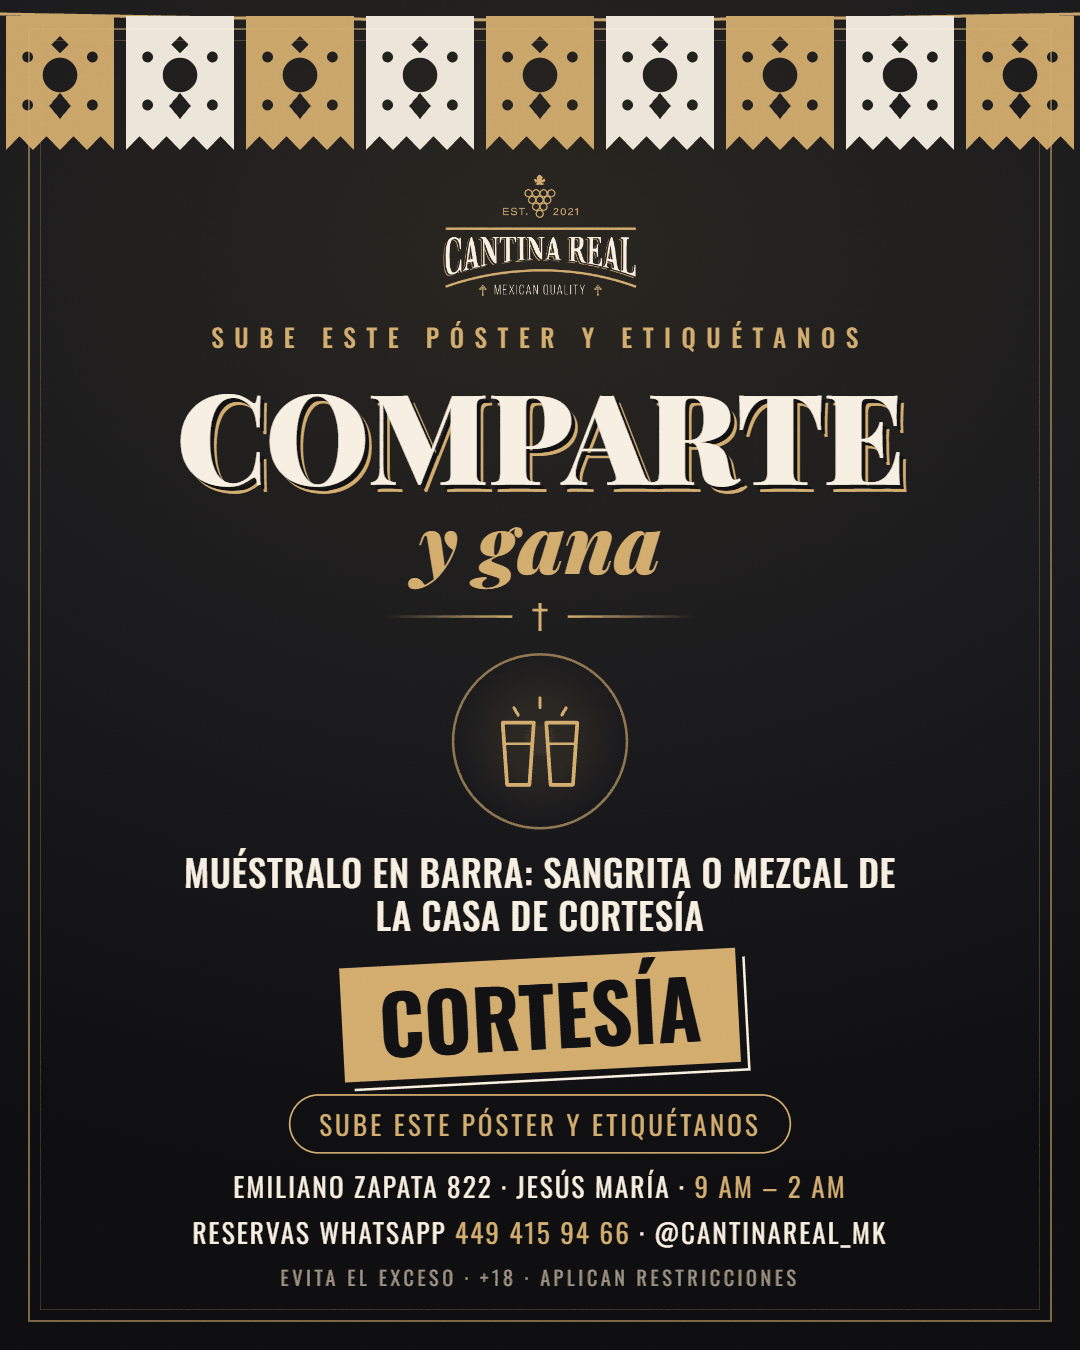 EST. 2021
CANTINA REAL
MEXICAN QUALITY
SUBE ESTE PÓSTER Y ETIQUÉTANOS
COMPARTE
y gana
MUÉSTRALO EN BARRA: SANGRITA O MEZCAL DE
LA CASA DE CORTESÍA
CORTESÍA
SUBE ESTE PÓSTER Y ETIQUÉTANOS
EMILIANO ZAPATA 822 · JESÚS MARÍA · 9 AM – 2 AM
RESERVAS WHATSAPP 449 415 94 66 · @CANTINAREAL_MK
EVITA EL EXCESO · +18 · APLICAN RESTRICCIONES